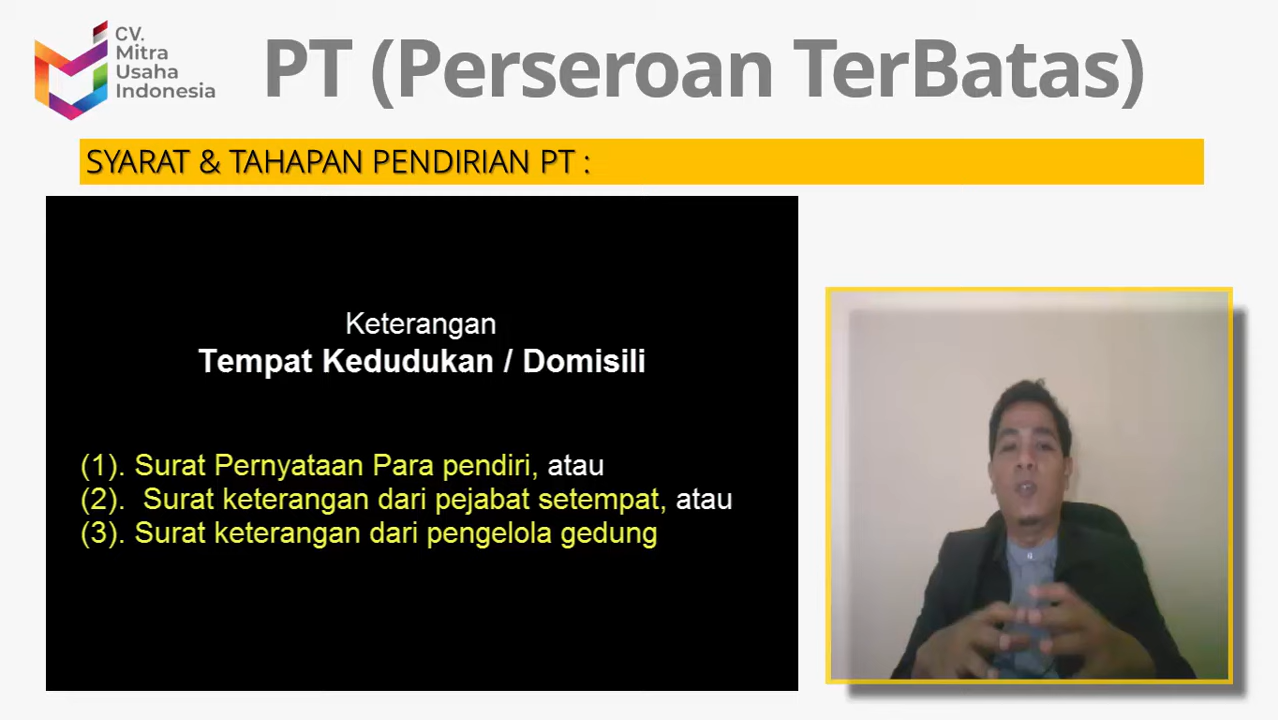 CV.
Mitra
Usaha
Indonesia
PT (Perseroan TerBatas)
SYARAT & TAHAPAN PENDIRIAN PT :
Keterangan
Tempat Kedudukan / Domisili
(1). Surat Pernyataan Para pendiri, atau
(2). Surat keterangan dari pejabat setempat, atau
(3). Surat keterangan dari pengelola gedung